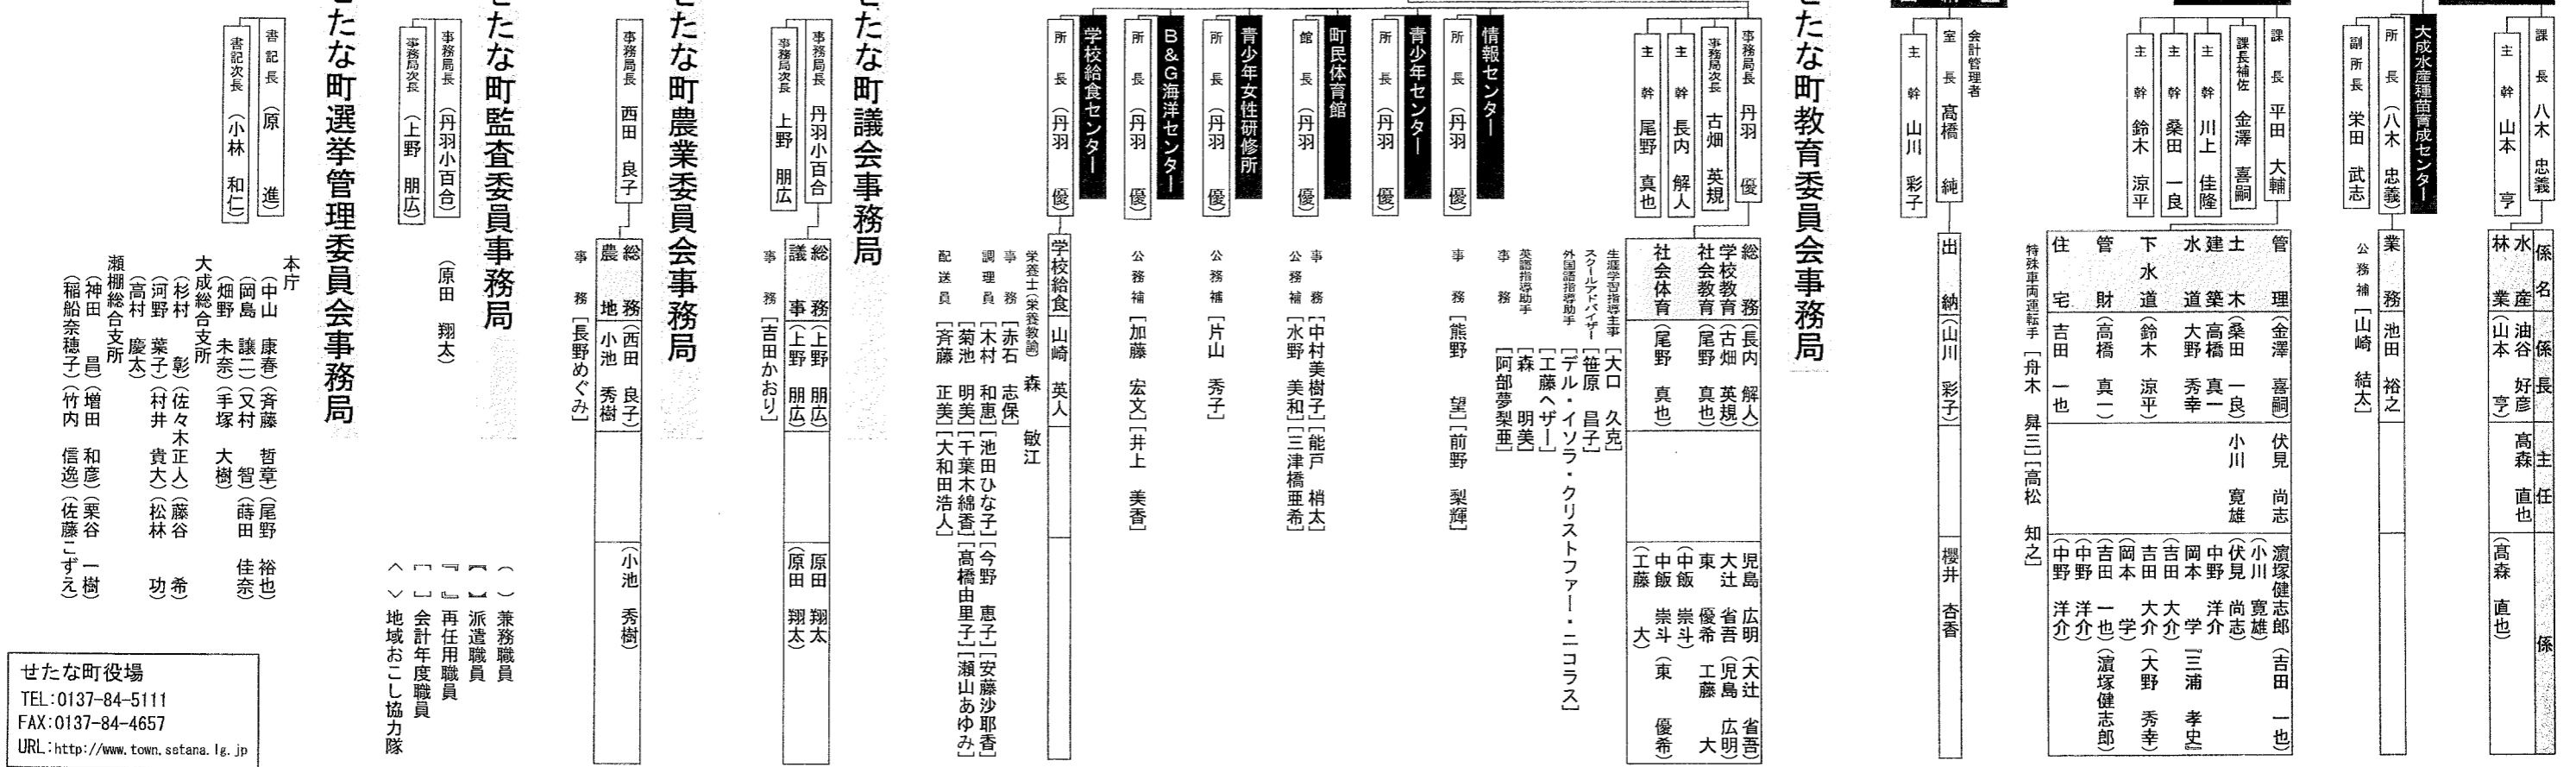 課 長 八木 忠義
主 幹 山本 亨
係 名 係 長 主 任 係
水 産 油谷 好彦 髙森 直也
林 業 (山本 亨) (髙森 直也)
大成水産種苗育成センター
所 長 (八木 忠義)
副所長 栄田 武志
業 務 池田 裕之
公務補 [山崎 結太]
課 長 平田 大輔
課長補佐 金澤 喜嗣
主 幹 川上 佳隆
主 幹 桑田 一良
主 幹 鈴木 涼平
管 理 (金澤 喜嗣) 伏見 尚志 濵塚健志郎 (吉田 一也)
(小川 寛雄)
土 木 (桑田 一良) 小川 寛雄 (伏見 尚志)
建 築 高橋 真一 中野 洋介
水 道 大野 秀幸 岡本 学 『三浦 孝史』
(吉田 大介)
下 水 道 (鈴木 涼平) 吉田 大介 (大野 秀幸)
(岡本 学)
管 財 (高橋 真一) (吉田 一也) (濵塚健志郎)
(中野 洋介)
住 宅 吉田 一也 (中野 洋介)
特殊車両運転手 [舟木 曻三] [高松 知之]
会計管理者
室 長 髙橋 純
主 幹 山川 彩子
出 納 (山川 彩子) 櫻井 杏香
せたな町教育委員会事務局
事務局長 丹羽 優
事務局次長 古畑 英規
主 幹 長内 解人
主 幹 尾野 真也
総 務 (長内 解人) 児島 広明 (大辻 省吾)
学校教育 (古畑 英規) 大辻 省吾 (児島 広明)
社会教育 (尾野 真也) 東 優希 工藤 大
(中飯 崇斗)
社会体育 (尾野 真也) 中飯 崇斗 (東 優希)
(工藤 大)
生涯学習指導主事 [大口 久克]
スクールアドバイザー [笹原 昌子]
外国語指導助手 [デル・イソラ・クリストファー・ニコラス]
[工藤ヘザー]
英語指導助手 [森 明美]
事 務 [阿部夢梨亜]
情報センター
所 長 (丹羽 優)
事 務 [熊野 望] [前野 梨輝]
青少年センター
所 長 (丹羽 優)
町民体育館
館 長 (丹羽 優)
事 務 [中村美樹子] [能戸 梢太]
公務補 [水野 美和] [三津橋亜希]
青少年女性研修所
所 長 (丹羽 優)
公務補 [片山 秀子]
B&G海洋センター
所 長 (丹羽 優)
公務補 [加藤 宏文] [井上 美香]
学校給食センター
所 長 (丹羽 優)
学校給食 山崎 英人
栄養士(栄養教諭) 森 敏江
事 務 [赤石 志保]
調理員 [木村 和恵] [池田ひな子] [今野 恵子] [安藤沙耶香]
[菊池 明美] [千葉木綿香] [髙橋由里子] [瀬山あゆみ]
配送員 [斉藤 正美] [大和田浩人]
せたな町議会事務局
事務局長 丹羽小百合
事務局次長 上野 朋広
総 務 (上野 朋広) 原田 翔太
議 事 (上野 朋広) (原田 翔太)
事 務 [吉田かおり]
せたな町農業委員会事務局
事務局長 西田 良子
総 務 (西田 良子) (小池 秀樹)
農 地 小池 秀樹
事 務 [長野めぐみ]
せたな町監査委員事務局
事務局長 (丹羽小百合)
事務局次長 (上野 朋広)
(原田 翔太)
せたな町選挙管理委員会事務局
書記長 (原 進)
書記次長 (小林 和仁)
本庁
(中山 康春) (斉藤 哲章) (尾野 裕也)
(岡島 譲二) (又村 智) (蒔田 佳奈)
(畑野 未奈) (手塚 大樹)
大成総合支所
(杉村 彰) (佐々木正人) (藤谷 希)
(河野 葉子) (村井 貴大) (松林 功)
(高村 慶太)
瀬棚総合支所
(神田 昌) (増田 和彦) (栗谷 一樹)
(稲船奈穂子) (竹内 信逸) (佐藤こずえ)
( ) 兼務職員
【 】 派遣職員
『 』 再任用職員
[ ] 会計年度職員
< > 地域おこし協力隊
せたな町役場
TEL:0137-84-5111
FAX:0137-84-4657
URL:http://www.town.setana.lg.jp